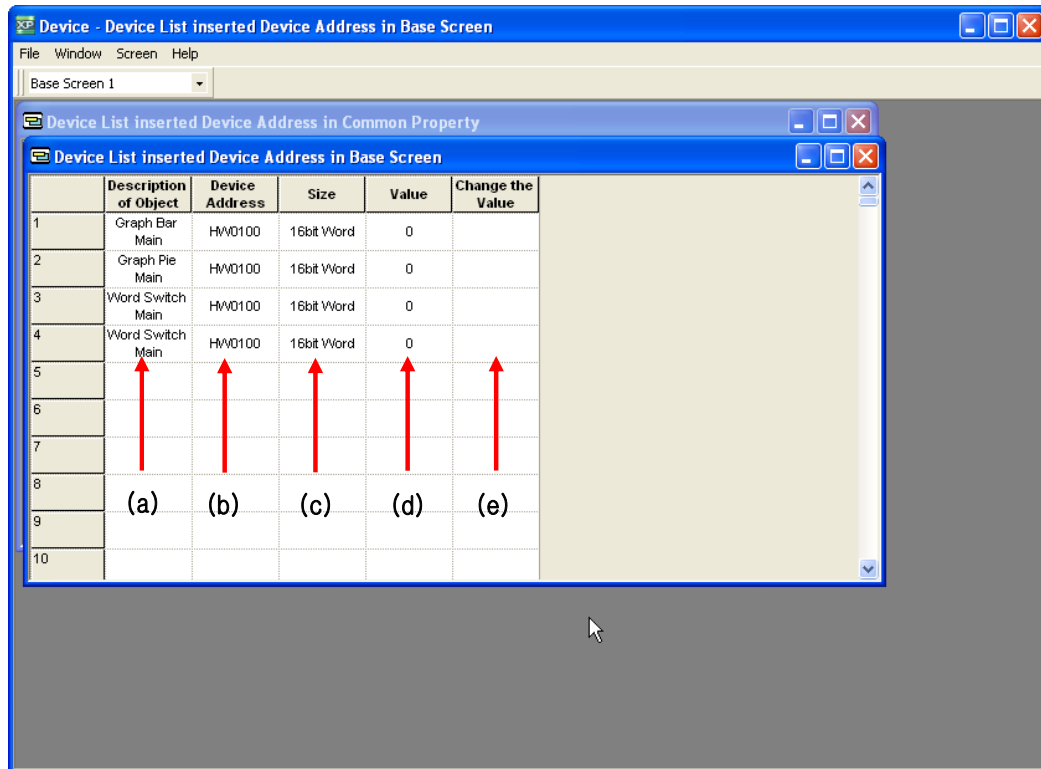 XP Device - Device List inserted Device Address in Base Screen
File Window Screen Help
Base Screen 1
Device List inserted Device Address in Common Property
Device List inserted Device Address in Base Screen
Description of Object Device Address Size Value Change the Value
1 Graph Bar Main HW0100 16bit Word 0
2 Graph Pie Main HW0100 16bit Word 0
3 Word Switch Main HW0100 16bit Word 0
4 Word Switch Main HW0100 16bit Word 0
5
6
7
8
(a) (b) (c) (d) (e)
9
10